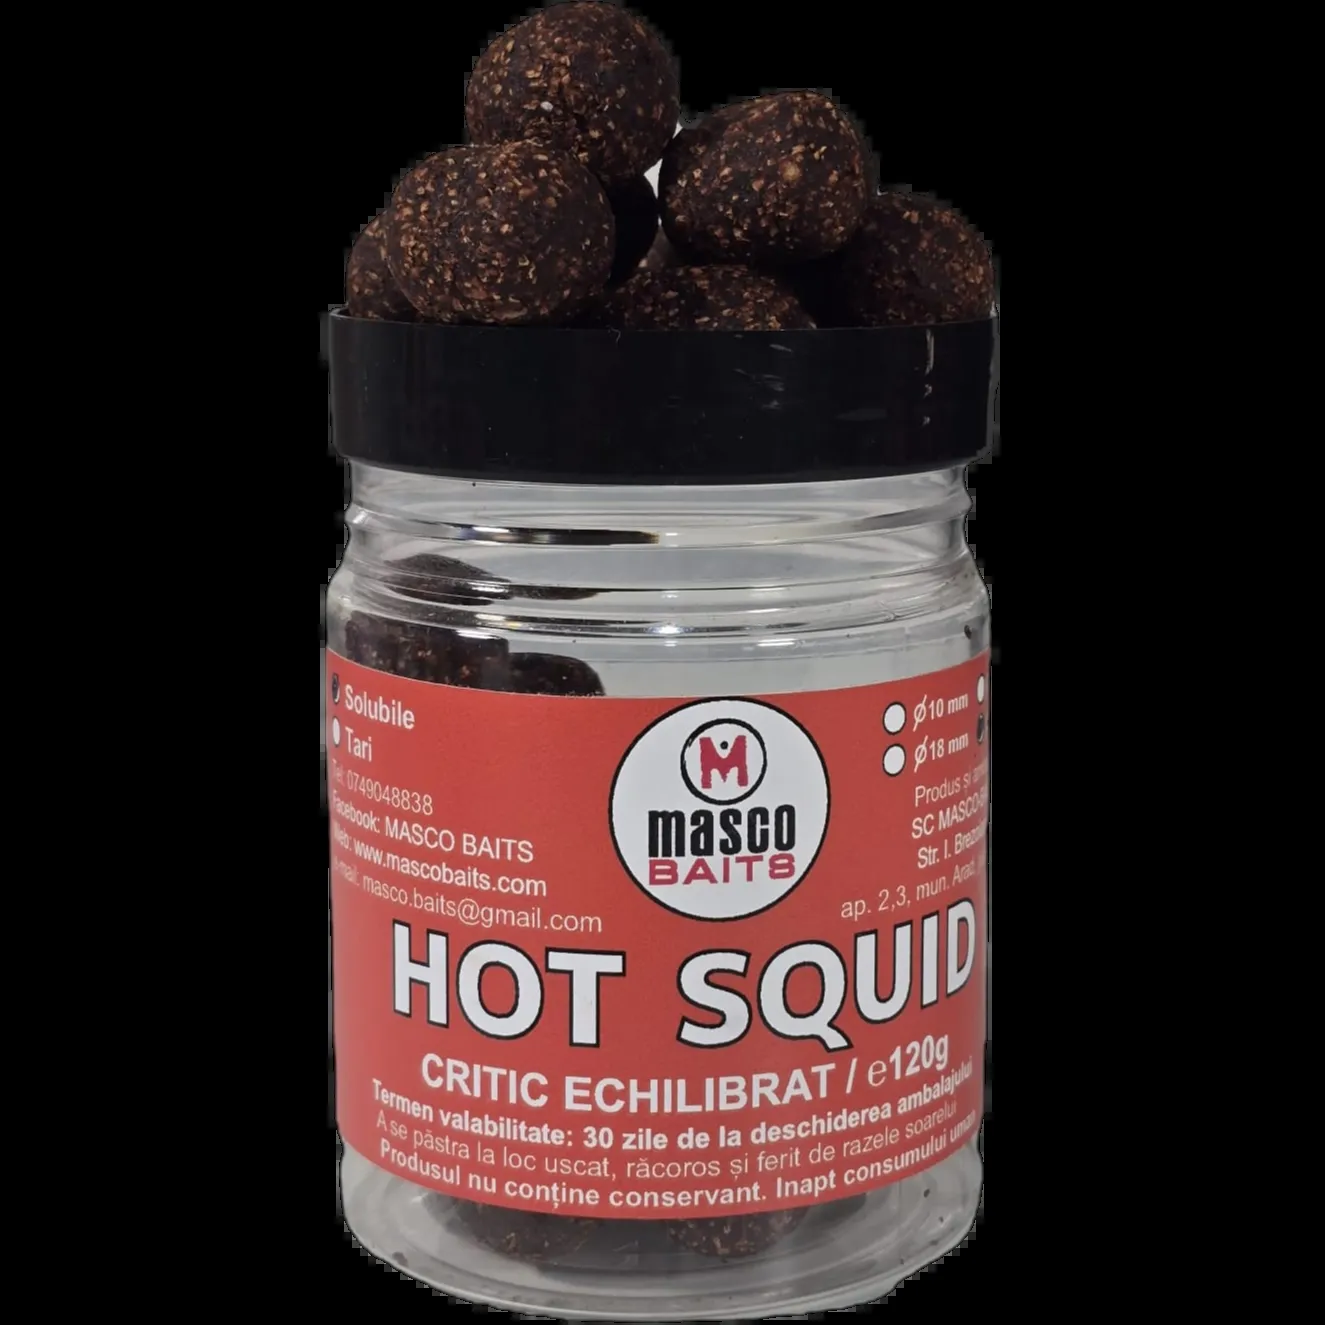 Solubile
Tari
Tel: 0749048838
Facebook: MASCO BAITS
Web: www.mascobaits.com
e-mail: masco.baits@gmail.com
M
masco
BAITS
Ø10 mm
Ø18 mm
Produs și
SC MASCO
Str. I.
ap. 2,3, mun. Arad,
HOT SQUID
CRITIC ECHILIBRAT / e120g
Termen valabilitate: 30 zile de la deschiderea ambalajului
A se păstra la loc uscat, răcoros și ferit de razele soarelui
Produsul nu conține conservant. Inapt consumului uman